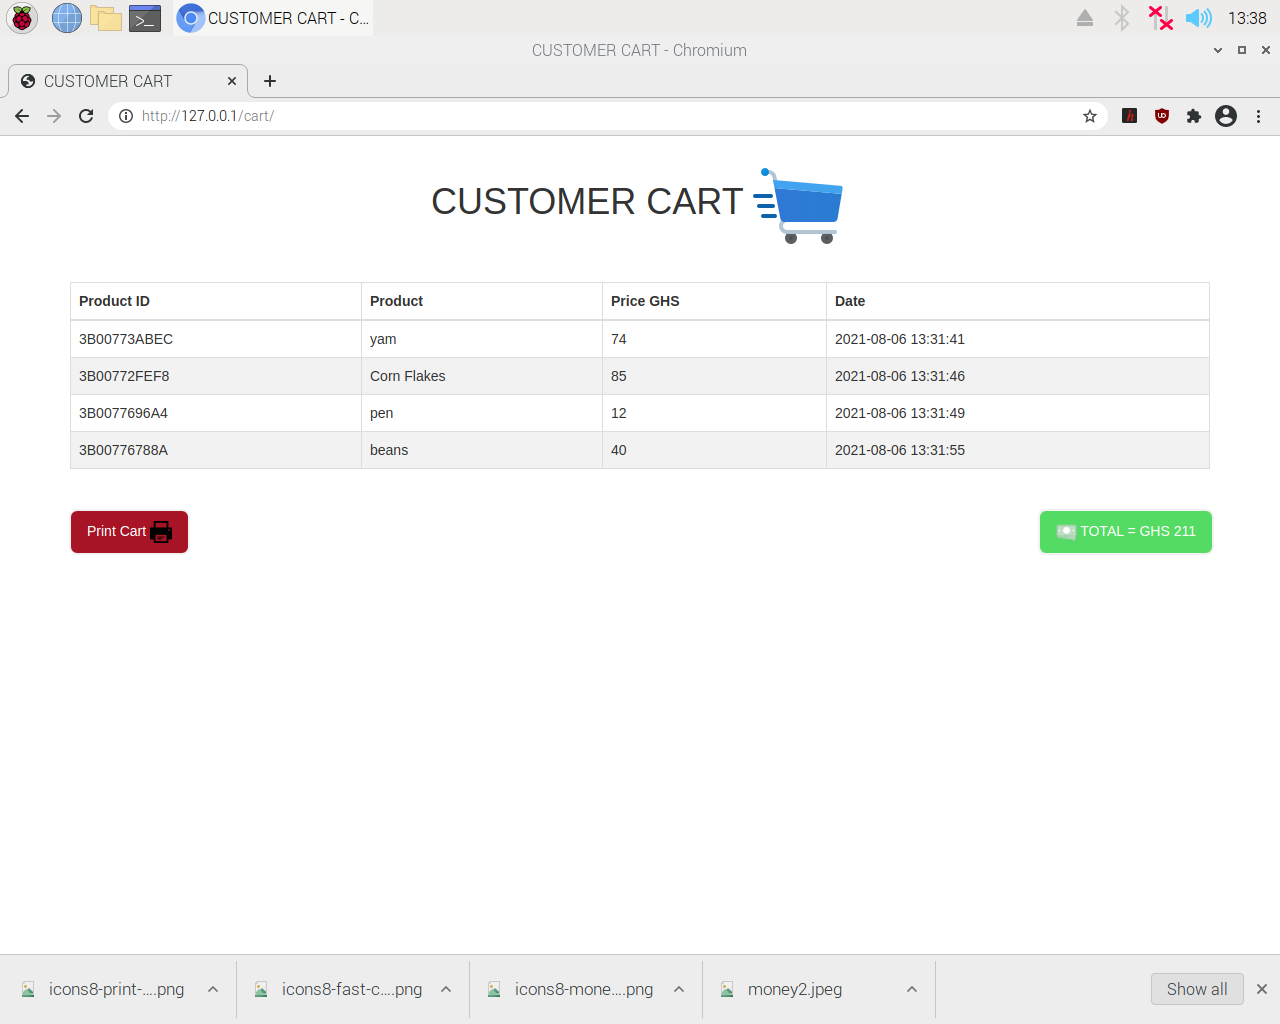 CUSTOMER CART - C... 13:38
CUSTOMER CART - Chromium
CUSTOMER CART
http://127.0.0.1/cart/
CUSTOMER CART
Product ID Product Price GHS Date
3B00773ABEC yam 74 2021-08-06 13:31:41
3B00772FEF8 Corn Flakes 85 2021-08-06 13:31:46
3B0077696A4 pen 12 2021-08-06 13:31:49
3B00776788A beans 40 2021-08-06 13:31:55
Print Cart TOTAL = GHS 211
icons8-print-....png icons8-fast-c....png icons8-mone....png money2.jpeg Show all